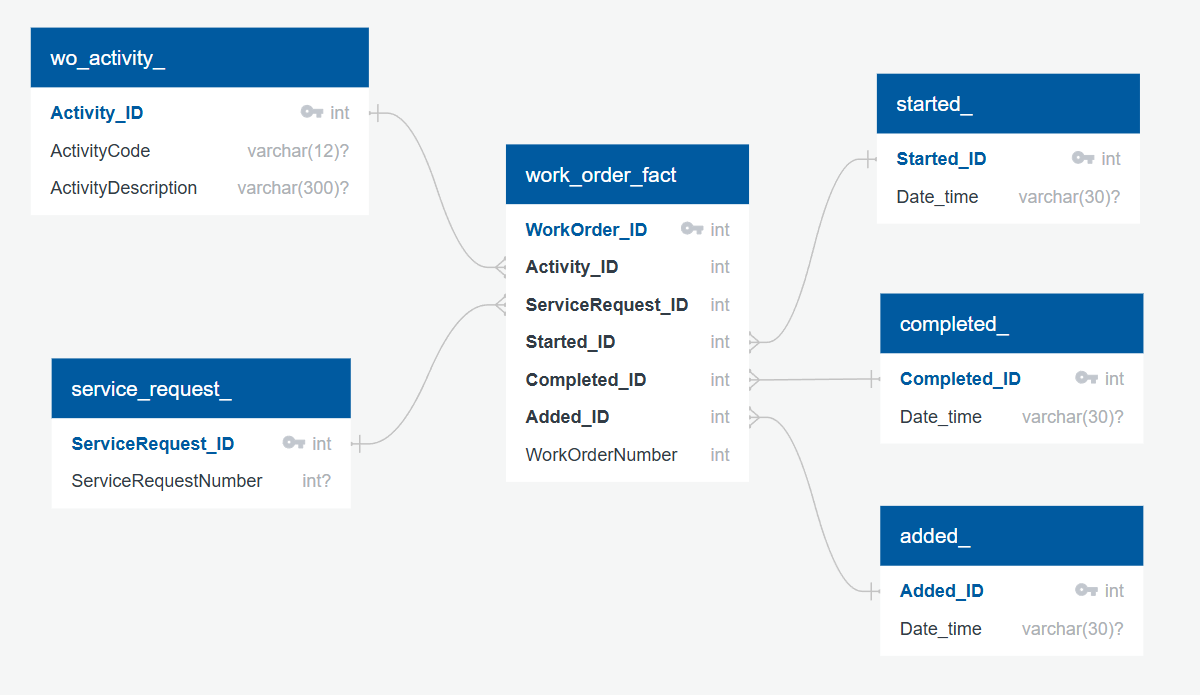 wo_activity_
Activity_ID int
ActivityCode varchar(12)?
ActivityDescription varchar(300)?
service_request_
ServiceRequest_ID int
ServiceRequestNumber int?
work_order_fact
WorkOrder_ID int
Activity_ID int
ServiceRequest_ID int
Started_ID int
Completed_ID int
Added_ID int
WorkOrderNumber int
started_
Started_ID int
Date_time varchar(30)?
completed_
Completed_ID int
Date_time varchar(30)?
added_
Added_ID int
Date_time varchar(30)?